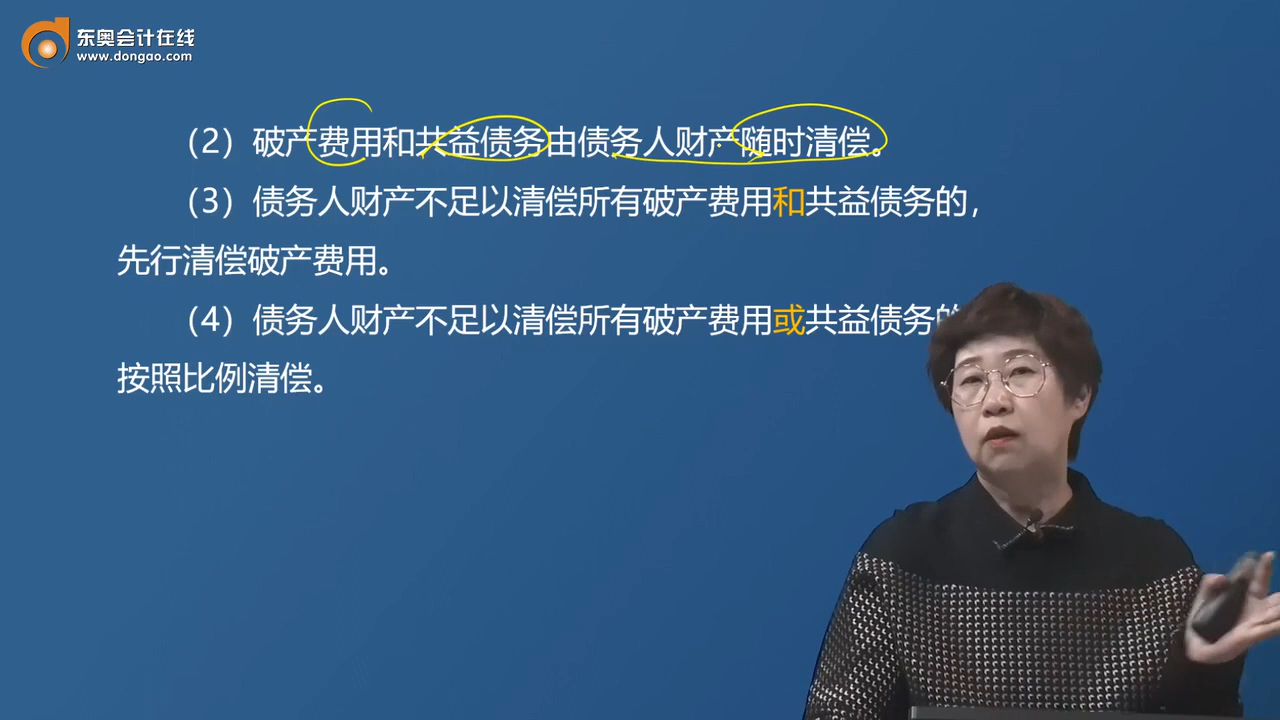 东奥会计在线
www.dongao.com
（2）破产费用和共益债务由债务人财产随时清偿。
（3）债务人财产不足以清偿所有破产费用和共益债务的，
先行清偿破产费用。
（4）债务人财产不足以清偿所有破产费用或共益债务的
按照比例清偿。